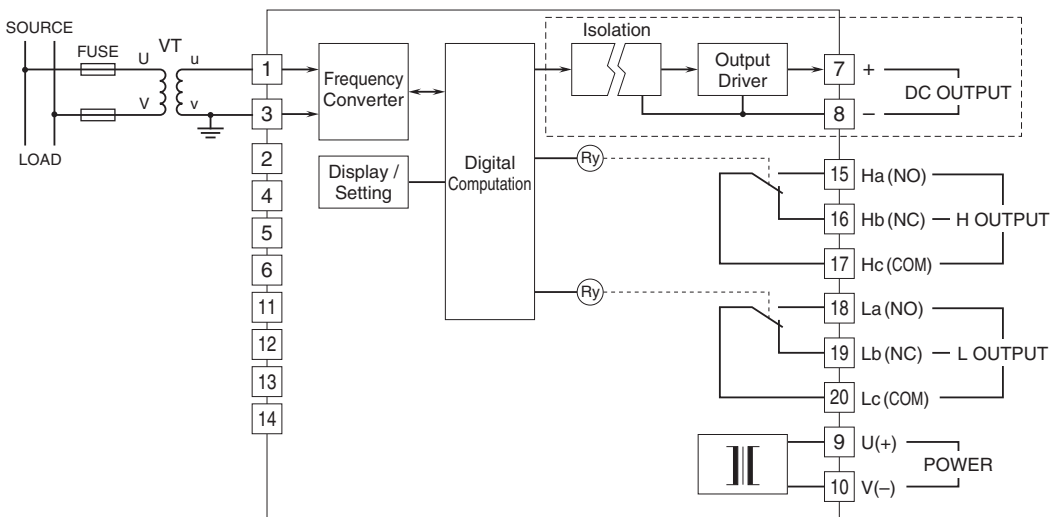 SOURCE
FUSE
VT
U
u
V
v
LOAD
1
3
2
4
5
6
11
12
13
14
Frequency
Converter
Display /
Setting
Digital
Computation
Isolation
Output
Driver
Ry
Ry
7 +
8 –
DC OUTPUT
15 Ha (NO)
16 Hb (NC)
H OUTPUT
17 Hc (COM)
18 La (NO)
19 Lb (NC)
L OUTPUT
20 Lc (COM)
9 U(+)
POWER
10 V(–)